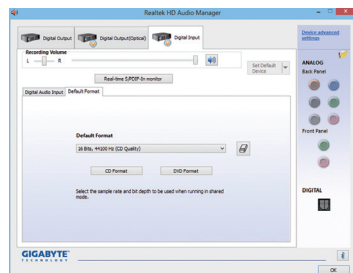 Realtek HD Audio Manager
Digital Output
Digital Output(Optical)
Digital Input
Device advanced settings
Recording Volume
L
R
Set Default Device
Real-time S/PDIF-In monitor
Digital Audio Input
Default Format
Default Format
16 Bits, 44100 Hz (CD Quality)
CD Format
DVD Format
Select the sample rate and bit depth to be used when running in shared
mode.
ANALOG
Back Panel
Front Panel
DIGITAL
GIGABYTE
TECHNOLOGY
OK